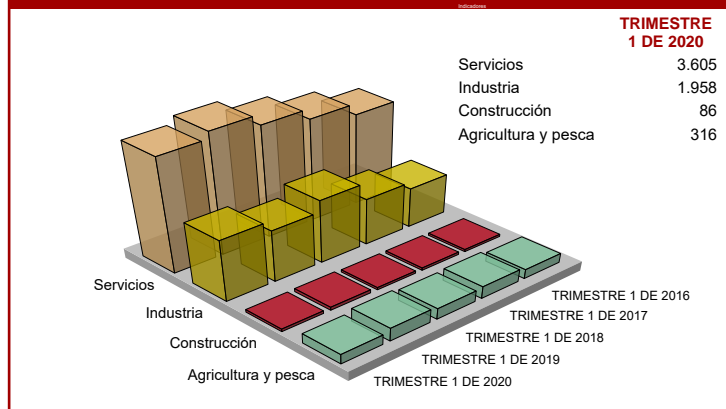 Indicadores
TRIMESTRE
1 DE 2020
Servicios 3.605
Industria 1.958
Construcción 86
Agricultura y pesca 316
Servicios
Industria
Construcción
Agricultura y pesca
TRIMESTRE 1 DE 2016
TRIMESTRE 1 DE 2017
TRIMESTRE 1 DE 2018
TRIMESTRE 1 DE 2019
TRIMESTRE 1 DE 2020